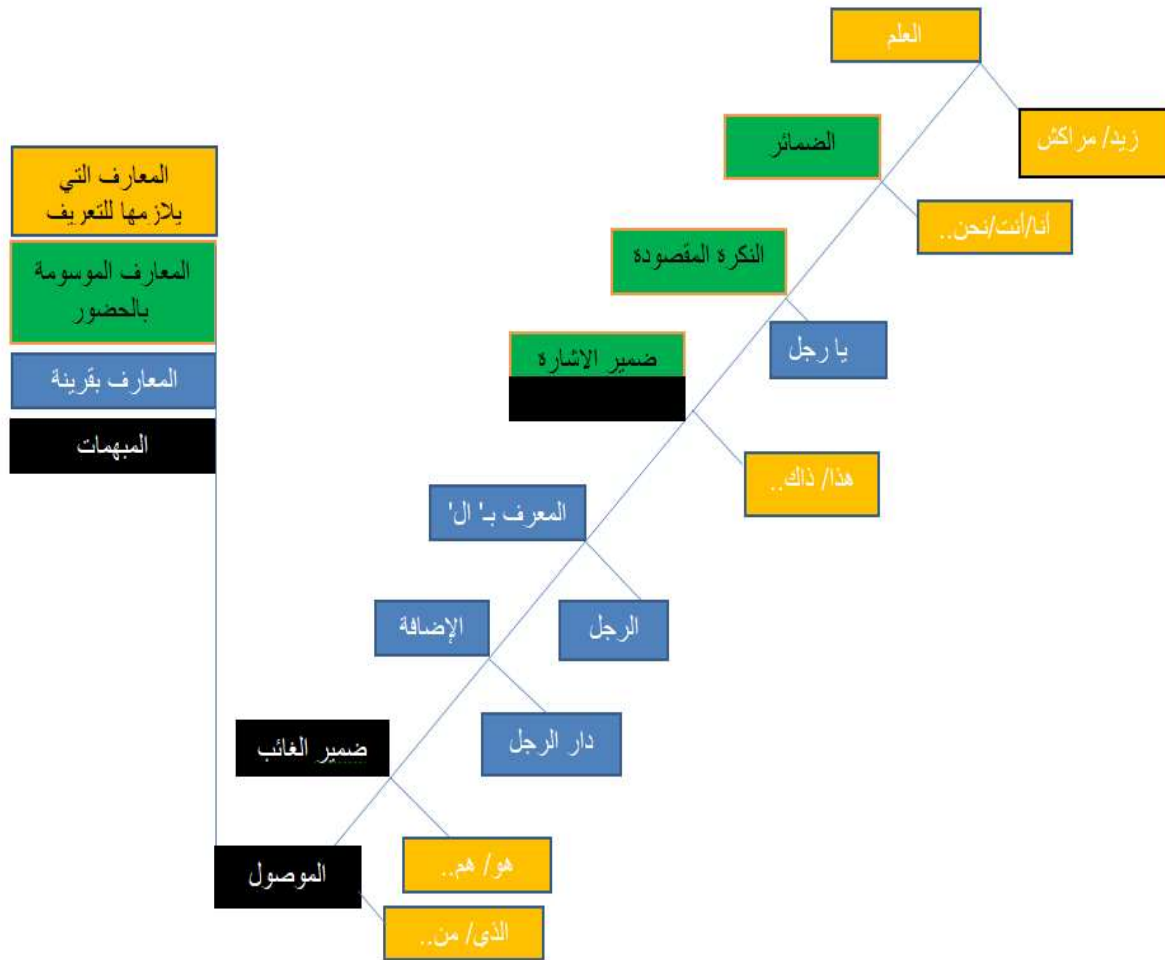 العلم
زيد/ مراكش
الضمائر
أنا/أنت/نحن..
المعارف التي
يلازمها للتعريف
المعارف الموسومة
بالحضور
المعارف بقرينة
المبهمات
النكرة المقصودة
يا رجل
ضمير الاشارة
هذا/ ذاك..
المعرف بـ' ال'
الرجل
الإضافة
دار الرجل
ضمير الغائب
هو/ هم..
الموصول
الذي/ من..